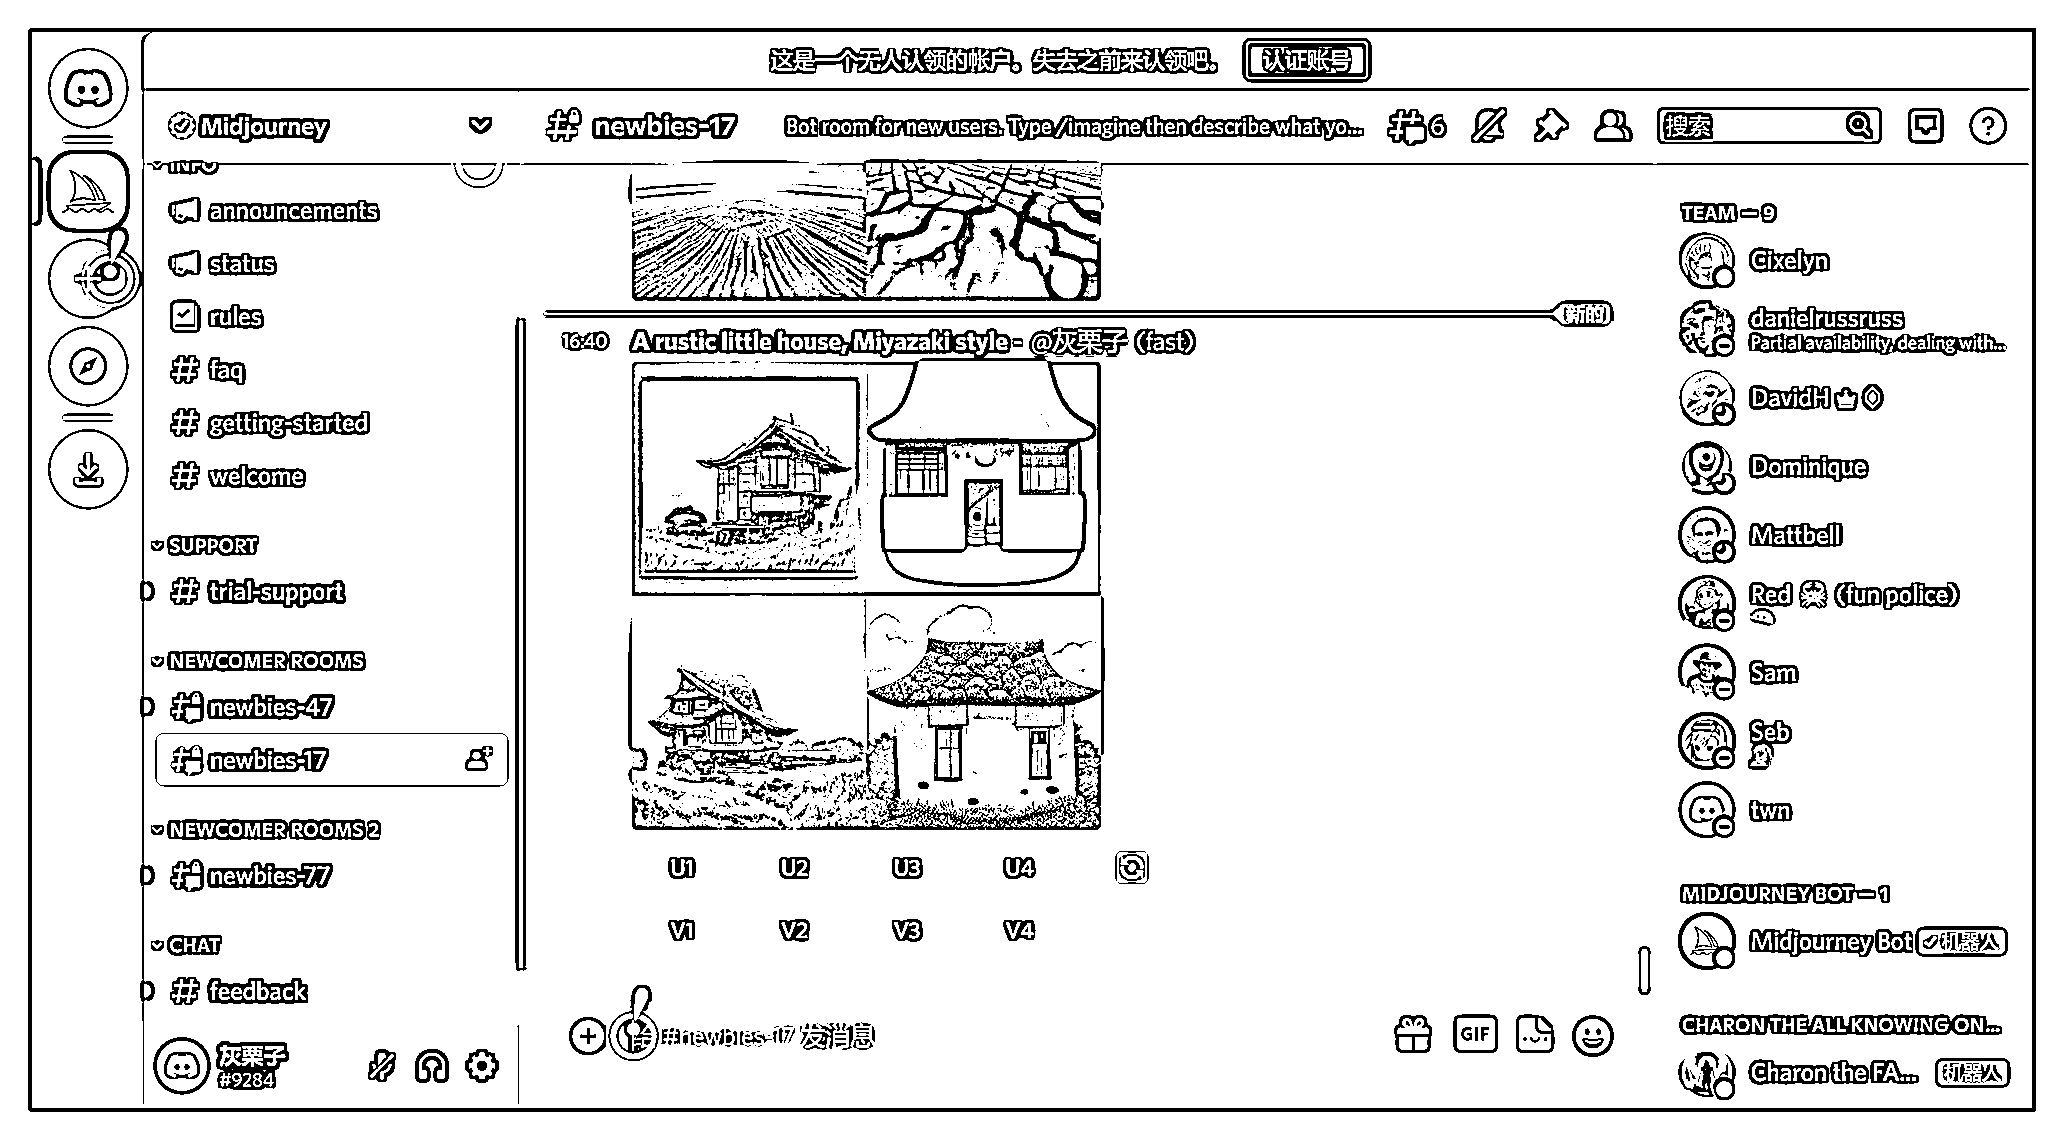 这是一个无人认领的帐户。失去之前来认领吧。 认证账号
Midjourney
newbies-17 Bot room for new users. Type /imagine then describe what yo... 6 搜索
INFO
announcements
status
rules
faq
getting-started
welcome
SUPPORT
trial-support
NEWCOMER ROOMS
newbies-47
newbies-17
NEWCOMER ROOMS 2
newbies-77
CHAT
feedback
灰栗子
#9284
新的
16:40 A rustic little house, Miyazaki style - @灰栗子 (fast)
U1 U2 U3 U4
V1 V2 V3 V4
#newbies-17 发消息
GIF
TEAM — 9
Cixelyn
danielrussruss
Partial availability, dealing with...
DavidH
Dominique
Mattbell
Red (fun police)
Sam
Seb
twn
MIDJOURNEY BOT — 1
Midjourney Bot 机器人
CHARON THE ALL KNOWING ON...
Charon the FA... 机器人